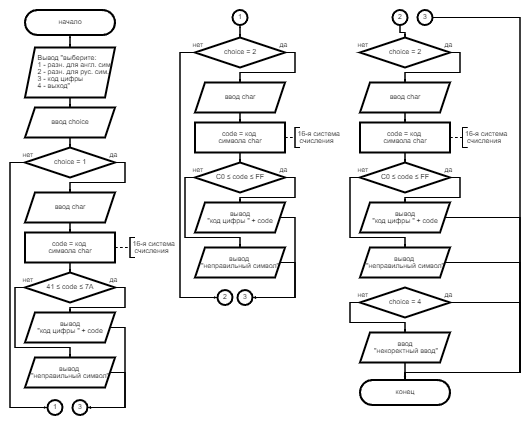 начало
Вывод "выберите:
1 - разн. для англ. сим.
2 - разн. для рус. сим.
3 - код цифры
4 - выход"
ввод choice
нет
да
choice = 1
ввод char
code = код
символа char
16-я система
счисления
нет
да
41 ≤ code ≤ 7A
вывод
"код цифры " + code
вывод
"неправильный символ"
1
3
1
нет
да
choice = 2
ввод char
code = код
символа char
16-я система
счисления
нет
да
C0 ≤ code ≤ FF
вывод
"код цифры " + code
вывод
"неправильный символ"
2
3
2
3
нет
да
choice = 2
ввод char
code = код
символа char
16-я система
счисления
нет
да
C0 ≤ code ≤ FF
вывод
"код цифры " + code
вывод
"неправильный символ"
нет
да
choice = 4
ввод
"некоректный ввод"
конец